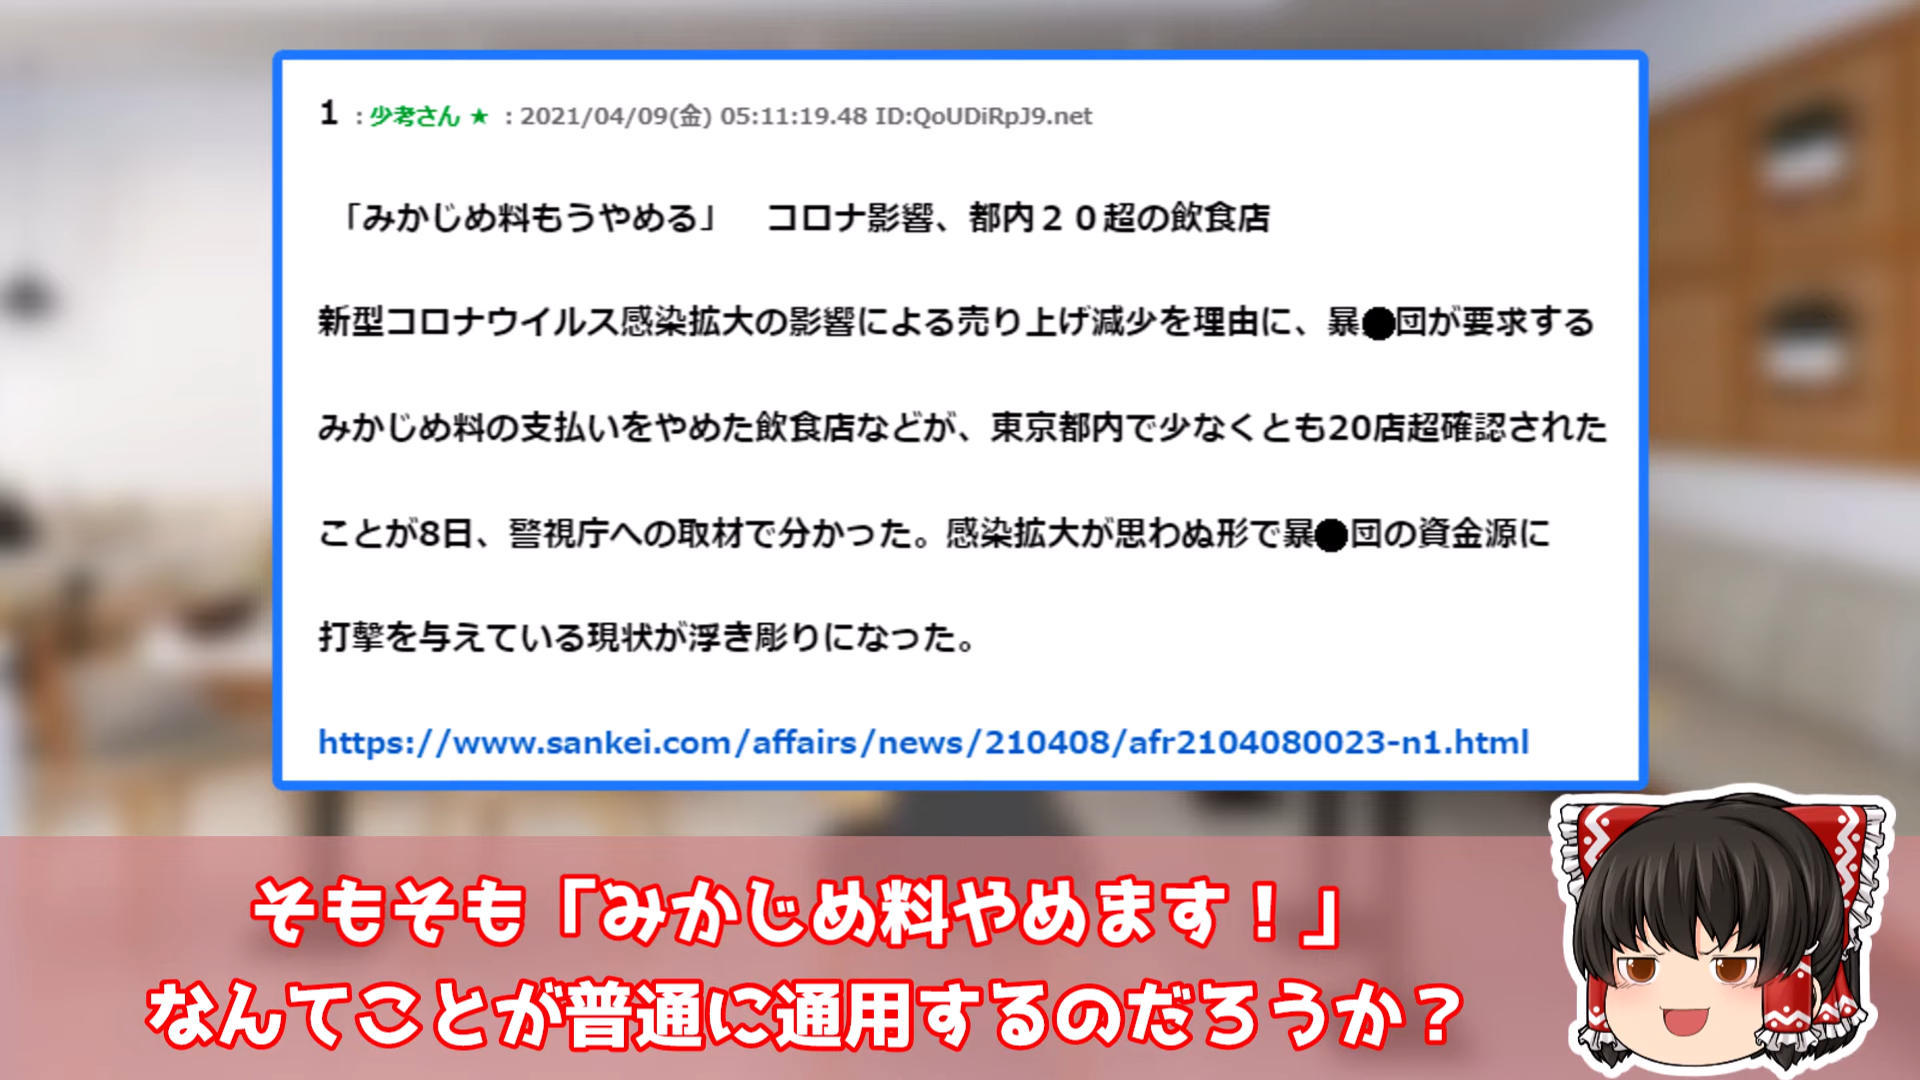 1 : 少考さん ★ : 2021/04/09(金) 05:11:19.48 ID:QoUDiRpJ9.net
「みかじめ料もうやめる」　コロナ影響、都内２０超の飲食店
新型コロナウイルス感染拡大の影響による売り上げ減少を理由に、暴●団が要求する
みかじめ料の支払いをやめた飲食店などが、東京都内で少なくとも20店超確認された
ことが8日、警視庁への取材で分かった。感染拡大が思わぬ形で暴●団の資金源に
打撃を与えている現状が浮き彫りになった。
https://www.sankei.com/affairs/news/210408/afr2104080023-n1.html
そもそも「みかじめ料やめます！」
なんてことが普通に通用するのだろうか？